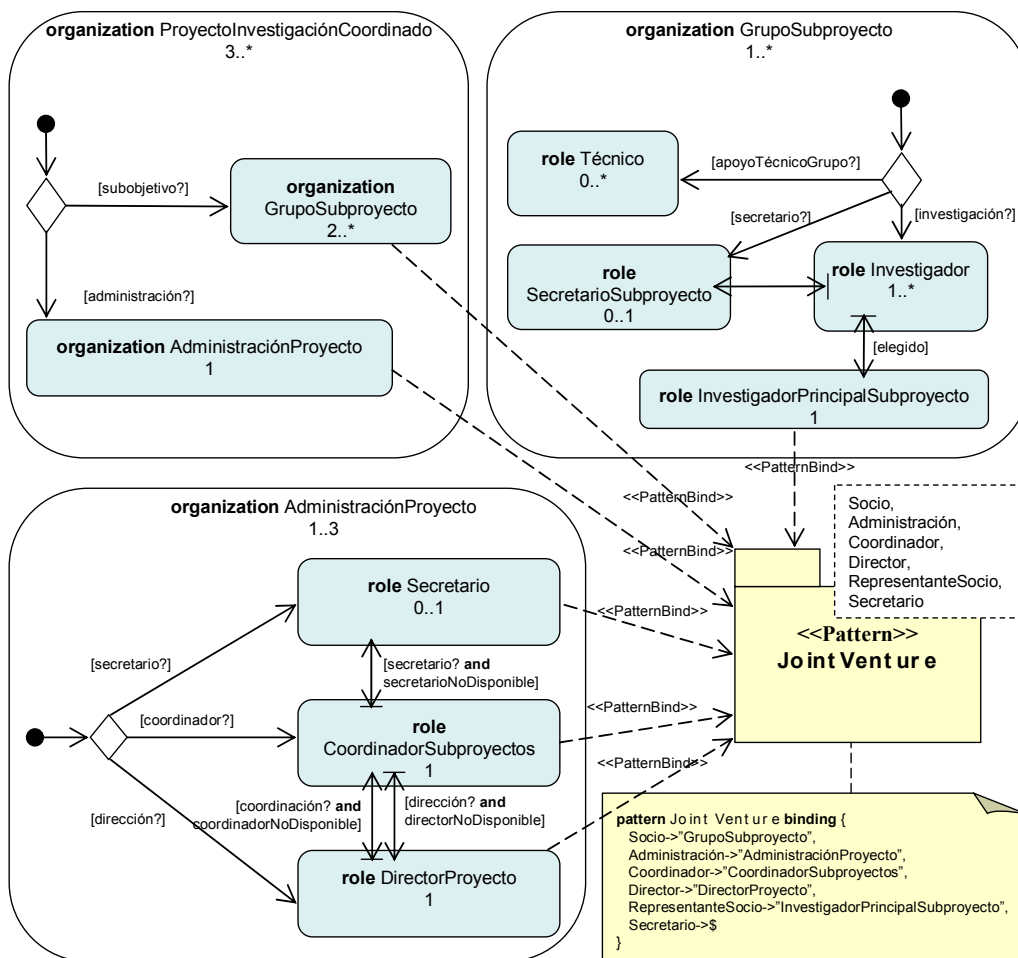 organization ProyectoInvestigaciónCoordinado
3..*
[subobjetivo?]
organization
GrupoSubproyecto
2..*
[administración?]
organization AdministraciónProyecto
1
organization GrupoSubproyecto
1..*
role Técnico
0..*
[apoyoTécnicoGrupo?]
[secretario?]
[investigación?]
role
SecretarioSubproyecto
0..1
role Investigador
1..*
[elegido]
role InvestigadorPrincipalSubproyecto
1
<<PatternBind>>
<<PatternBind>>
<<PatternBind>>
<<PatternBind>>
<<PatternBind>>
<<PatternBind>>
Socio,
Administración,
Coordinador,
Director,
RepresentanteSocio,
Secretario
<<Pattern>>
Joint Venture
organization AdministraciónProyecto
1..3
role Secretario
0..1
[secretario?]
[secretario? and
secretarioNoDisponible]
[coordinador?]
role
CoordinadorSubproyectos
1
[dirección?]
[coordinación? and
coordinadorNoDisponible]
[dirección? and
directorNoDisponible]
role DirectorProyecto
1
pattern Joint Venture binding {
Socio->”GrupoSubproyecto”,
Administración->”AdministraciónProyecto”,
Coordinador->”CoordinadorSubproyectos”,
Director->”DirectorProyecto”,
RepresentanteSocio->”InvestigadorPrincipalSubproyecto”,
Secretario->$
}